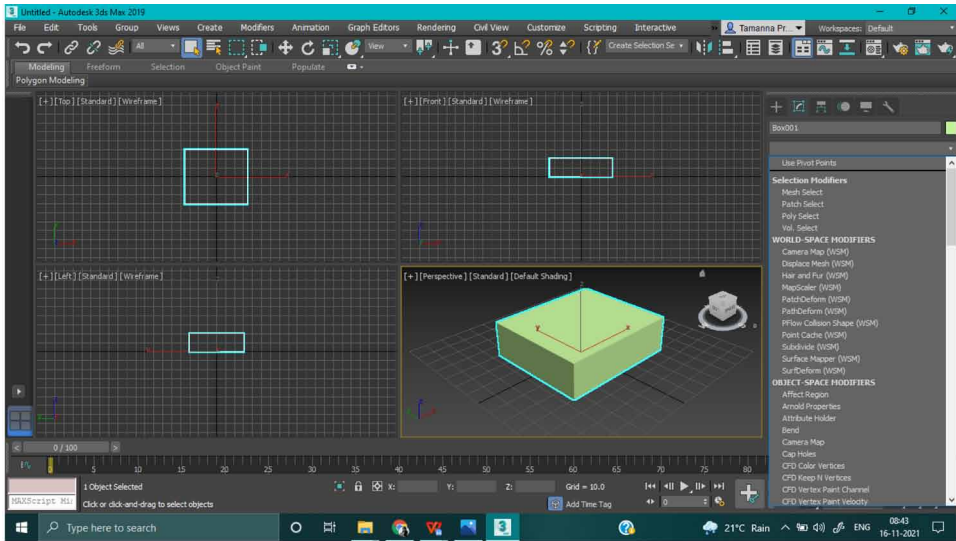 Untitled - Autodesk 3ds Max 2019
File Edit Tools Group Views Create Modifiers Animation Graph Editors Rendering Civil View Customize Scripting Interactive Tamanna Pr... Workspaces: Default
All View Create Selection Se
Modeling Freeform Selection Object Paint Populate
Polygon Modeling
[+] [Top] [Standard] [Wireframe]
[+] [Front] [Standard] [Wireframe]
[+] [Left] [Standard] [Wireframe]
[+] [Perspective] [Standard] [Default Shading]
Box001
Use Pivot Points
Selection Modifiers
Mesh Select
Patch Select
Poly Select
Vol. Select
WORLD-SPACE MODIFIERS
Camera Map (WSM)
Displace Mesh (WSM)
Hair and Fur (WSM)
MapScaler (WSM)
PatchDeform (WSM)
PathDeform (WSM)
PFlow Collision Shape (WSM)
Point Cache (WSM)
Subdivide (WSM)
Surface Mapper (WSM)
SurfDeform (WSM)
OBJECT-SPACE MODIFIERS
Affect Region
Arnold Properties
Attribute Holder
Bend
Camera Map
Cap Holes
CFD Color Vertices
CFD Keep N Vertices
CFD Vertex Paint Channel
CFD Vertex Paint Velocity
0 / 100
0 5 10 15 20 25 30 35 40 45 50 55 60 65 70 75 80
1 Object Selected X: Y: Z: Grid = 10.0
MAXScript Mi Click or click-and-drag to select objects Add Time Tag 0
Type here to search 21°C Rain ENG 08:43
16-11-2021